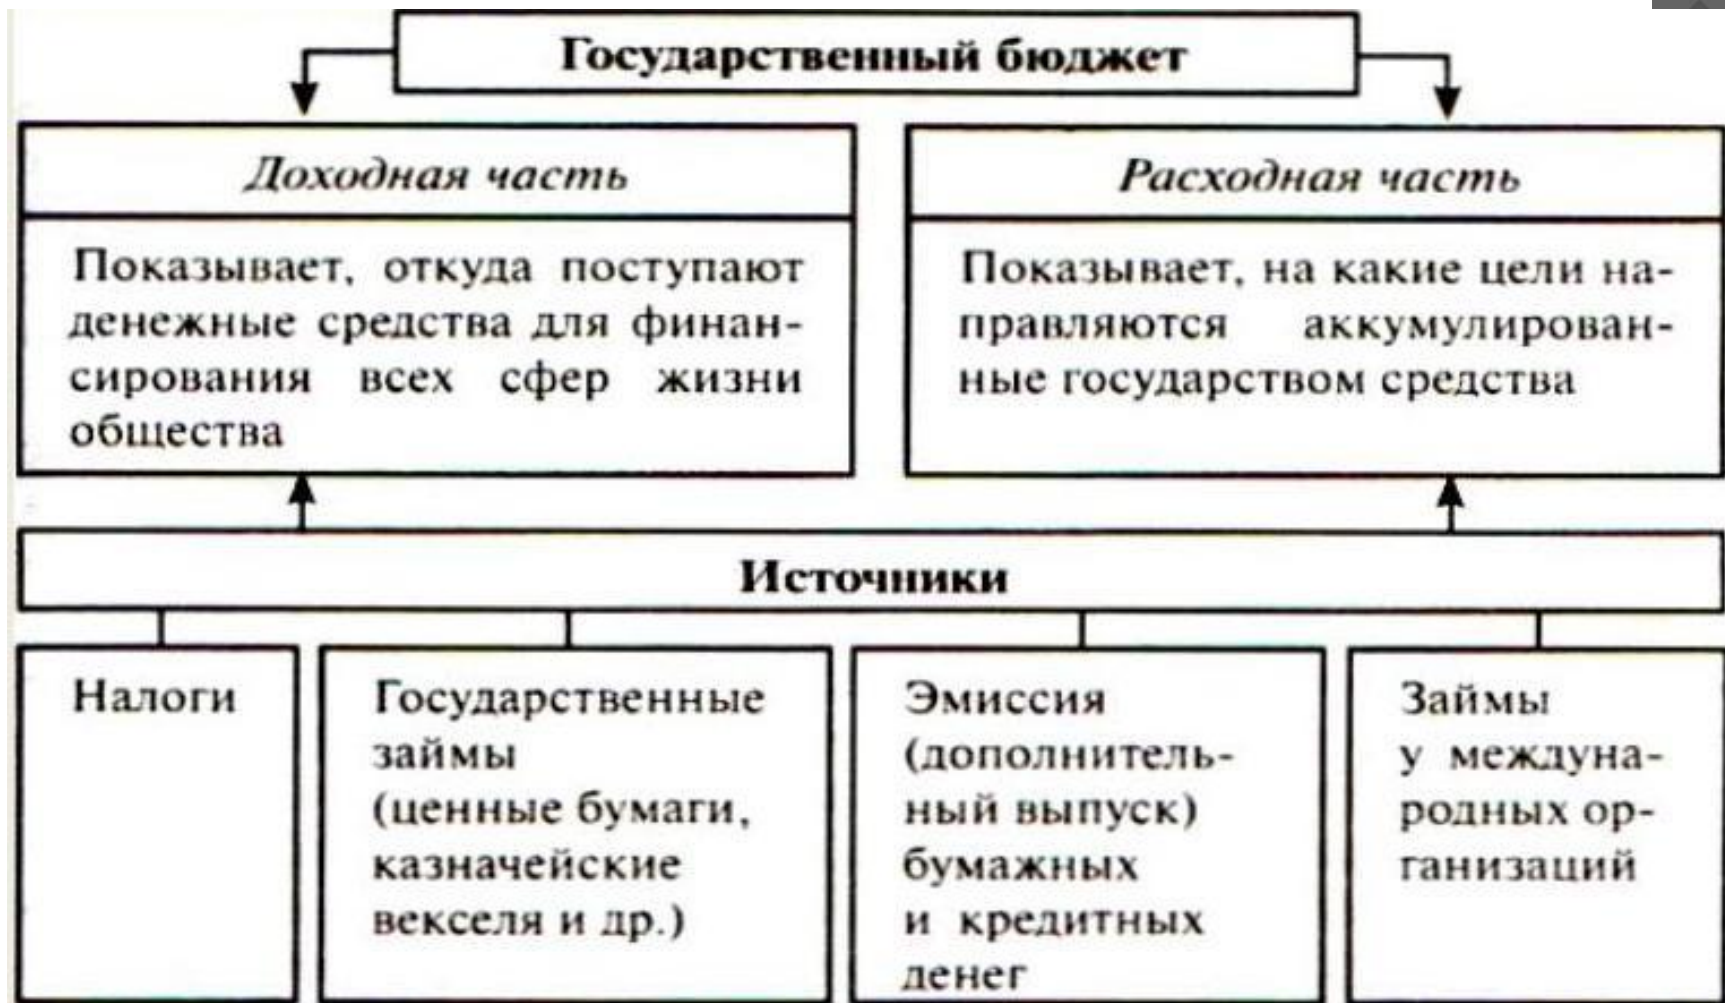 Государственный бюджет
Доходная часть
Показывает, откуда поступают
денежные средства для финан-
сирования всех сфер жизни
общества
Расходная часть
Показывает, на какие цели на-
правляются аккумулирован-
ные государством средства
Источники
Налоги
Государственные
займы
(ценные бумаги,
казначейские
векселя и др.)
Эмиссия
(дополнитель-
ный выпуск)
бумажных
и кредитных
денег
Займы
у междуна-
родных ор-
ганизаций